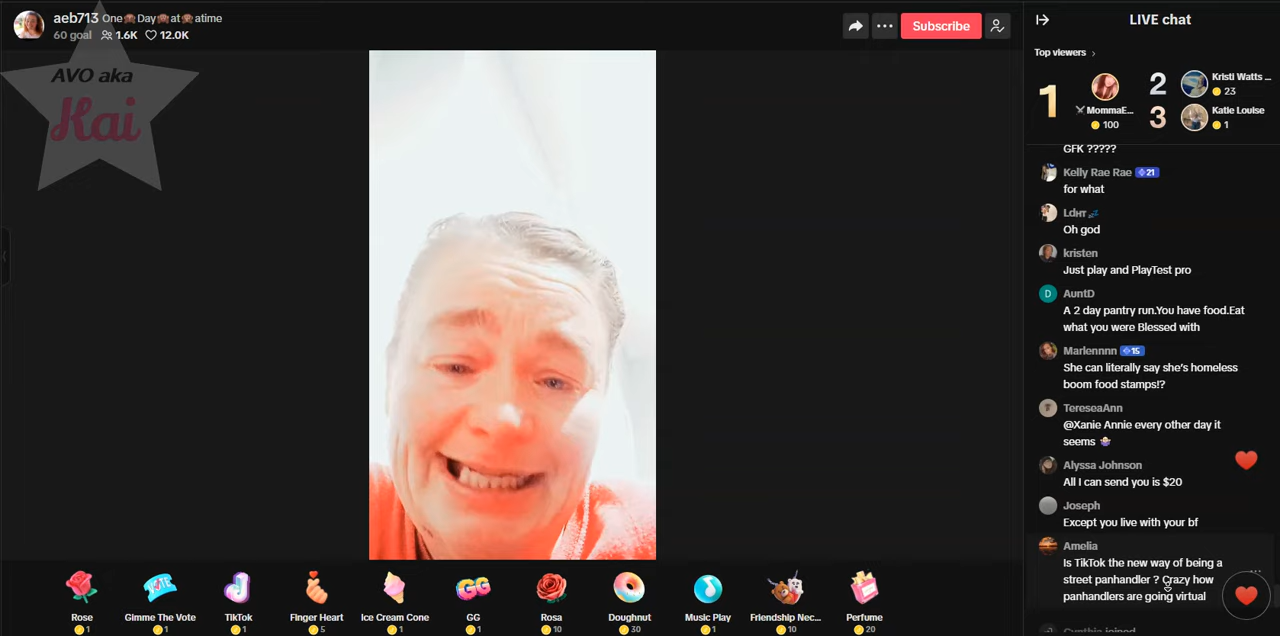 aeb713 One🙈Day🙈at🙈atime
60 goal 1.6K 12.0K
Subscribe
AVO aka
Kai
LIVE chat
Top viewers >
1
MommaE...
100
2
Kristi Watts ...
23
3
Katie Louise
1
GFK ?????
Kelly Rae Rae 21
for what
Ldнт💤
Oh god
kristen
Just play and PlayTest pro
D AuntD
A 2 day pantry run.You have food.Eat
what you were Blessed with
Marlennnn 15
She can literally say she's homeless
boom food stamps!?
TereseaAnn
@Xanie Annie every other day it
seems 🤷
Alyssa Johnson
All I can send you is $20
Joseph
Except you live with your bf
Amelia
Is TikTok the new way of being a
street panhandler ? Crazy how
panhandlers are going virtual
Cynthia joined
Rose
1
VOTE
Gimme The Vote
1
TikTok
1
Finger Heart
5
Ice Cream Cone
1
GG
GG
1
Rosa
10
Doughnut
30
Music Play
1
Friendship Nec...
10
Perfume
20